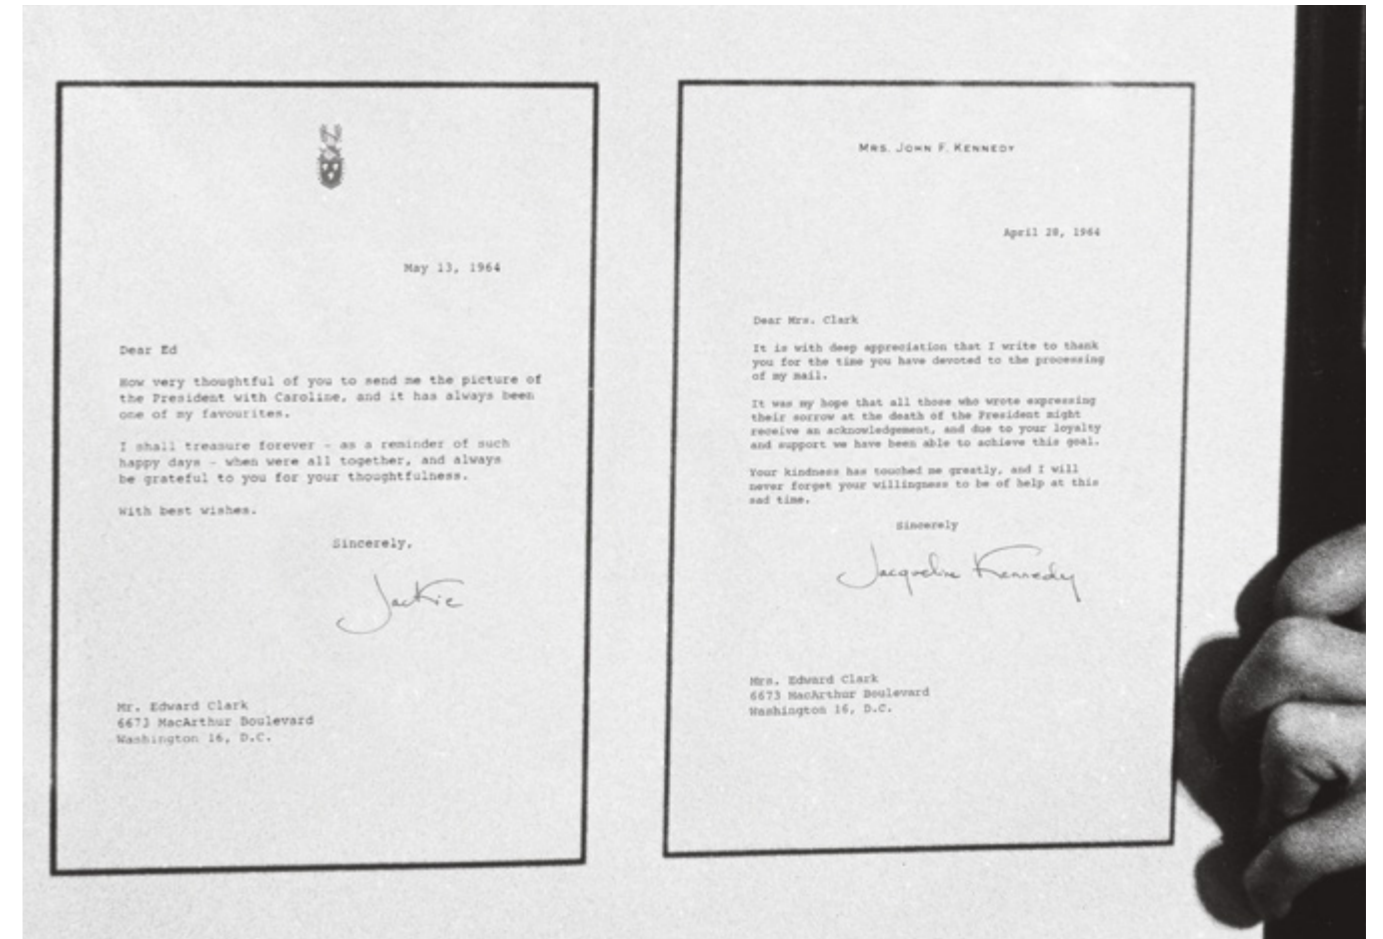 May 13, 1964
Dear Ed
How very thoughtful of you to send me the picture of
the President with Caroline, and it has always been
one of my favourites.
I shall treasure forever - as a reminder of such
happy days - when were all together, and always
be grateful to you for your thoughtfulness.
With best wishes.
Sincerely,
Jackie
Mr. Edward Clark
6673 MacArthur Boulevard
Washington 16, D.C.
MRS. JOHN F. KENNEDY
April 28, 1964
Dear Mrs. Clark
It is with deep appreciation that I write to thank
you for the time you have devoted to the processing
of my mail.
It was my hope that all those who wrote expressing
their sorrow at the death of the President might
receive an acknowledgement, and due to your loyalty
and support we have been able to achieve this goal.
Your kindness has touched me greatly, and I will
never forget your willingness to be of help at this
sad time.
Sincerely
Jacqueline Kennedy
Mrs. Edward Clark
6673 MacArthur Boulevard
Washington 16, D.C.